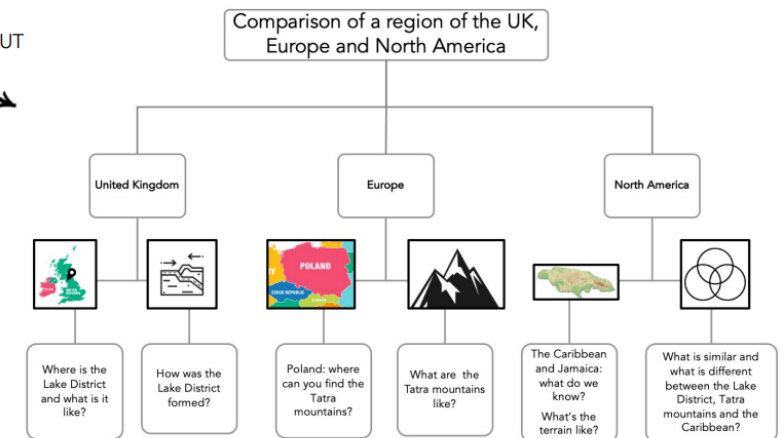 Comparison of a region of the UK,
Europe and North America
UT
United Kingdom
Europe
North America
POLAND
CZECH REPUBLIC
Where is the
Lake District
and what is it
like?
How was the
Lake District
formed?
Poland: where
can you find the
Tatra
mountains?
What are the
Tatra mountains
like?
The Caribbean
and Jamaica:
what do we
know?
What's the
terrain like?
What is similar and
what is different
between the Lake
District, Tatra
mountains and the
Caribbean?